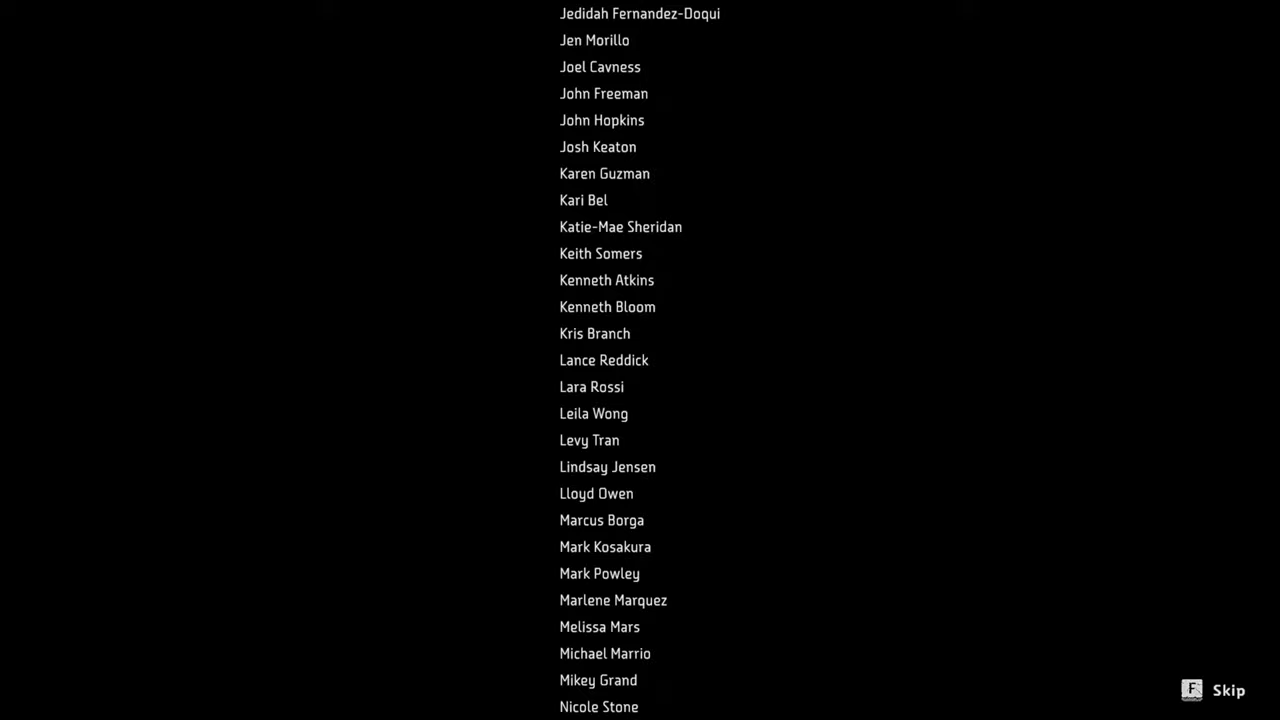 Jedidah Fernandez-Doqui
Jen Morillo
Joel Cavness
John Freeman
John Hopkins
Josh Keaton
Karen Guzman
Kari Bel
Katie-Mae Sheridan
Keith Somers
Kenneth Atkins
Kenneth Bloom
Kris Branch
Lance Reddick
Lara Rossi
Leila Wong
Levy Tran
Lindsay Jensen
Lloyd Owen
Marcus Borga
Mark Kosakura
Mark Powley
Marlene Marquez
Melissa Mars
Michael Marrio
Mikey Grand
F Skip
Nicole Stone